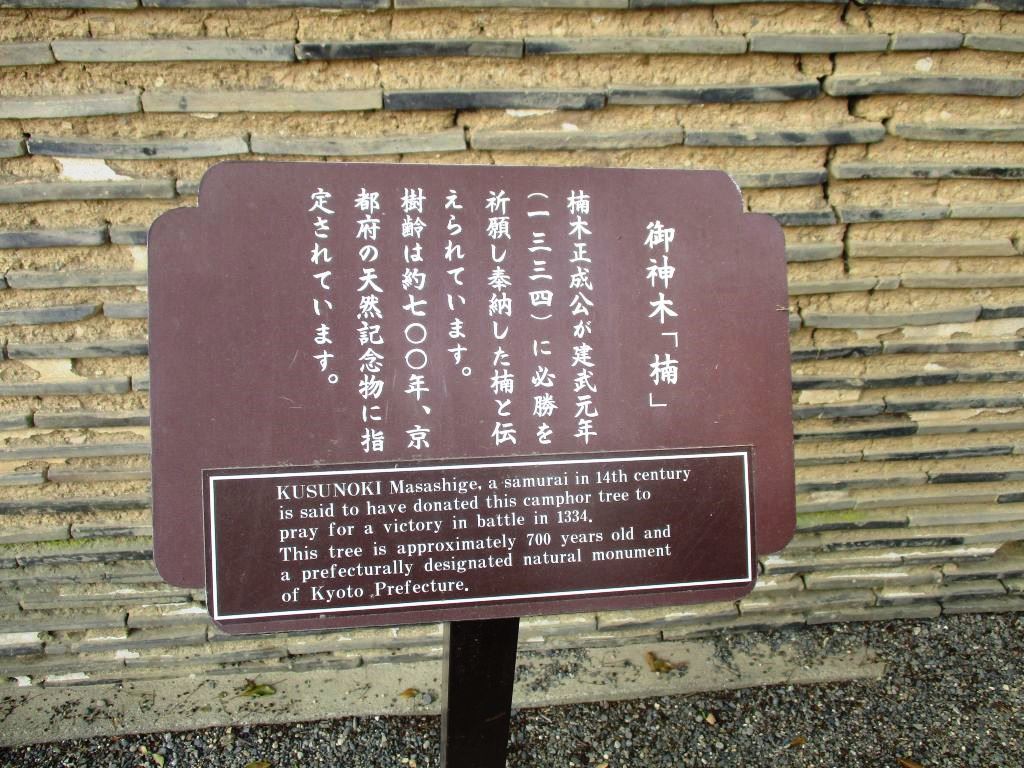 御神木「楠」
楠木正成公が建武元年
（一三三四）に必勝を
祈願し奉納した楠と伝
えられています。
樹齢は約七〇〇年、京
都府の天然記念物に指
定されています。
KUSUNOKI Masashige, a samurai in 14th century
is said to have donated this camphor tree to
pray for a victory in battle in 1334.
This tree is approximately 700 years old and
a prefecturally designated natural monument
of Kyoto Prefecture.